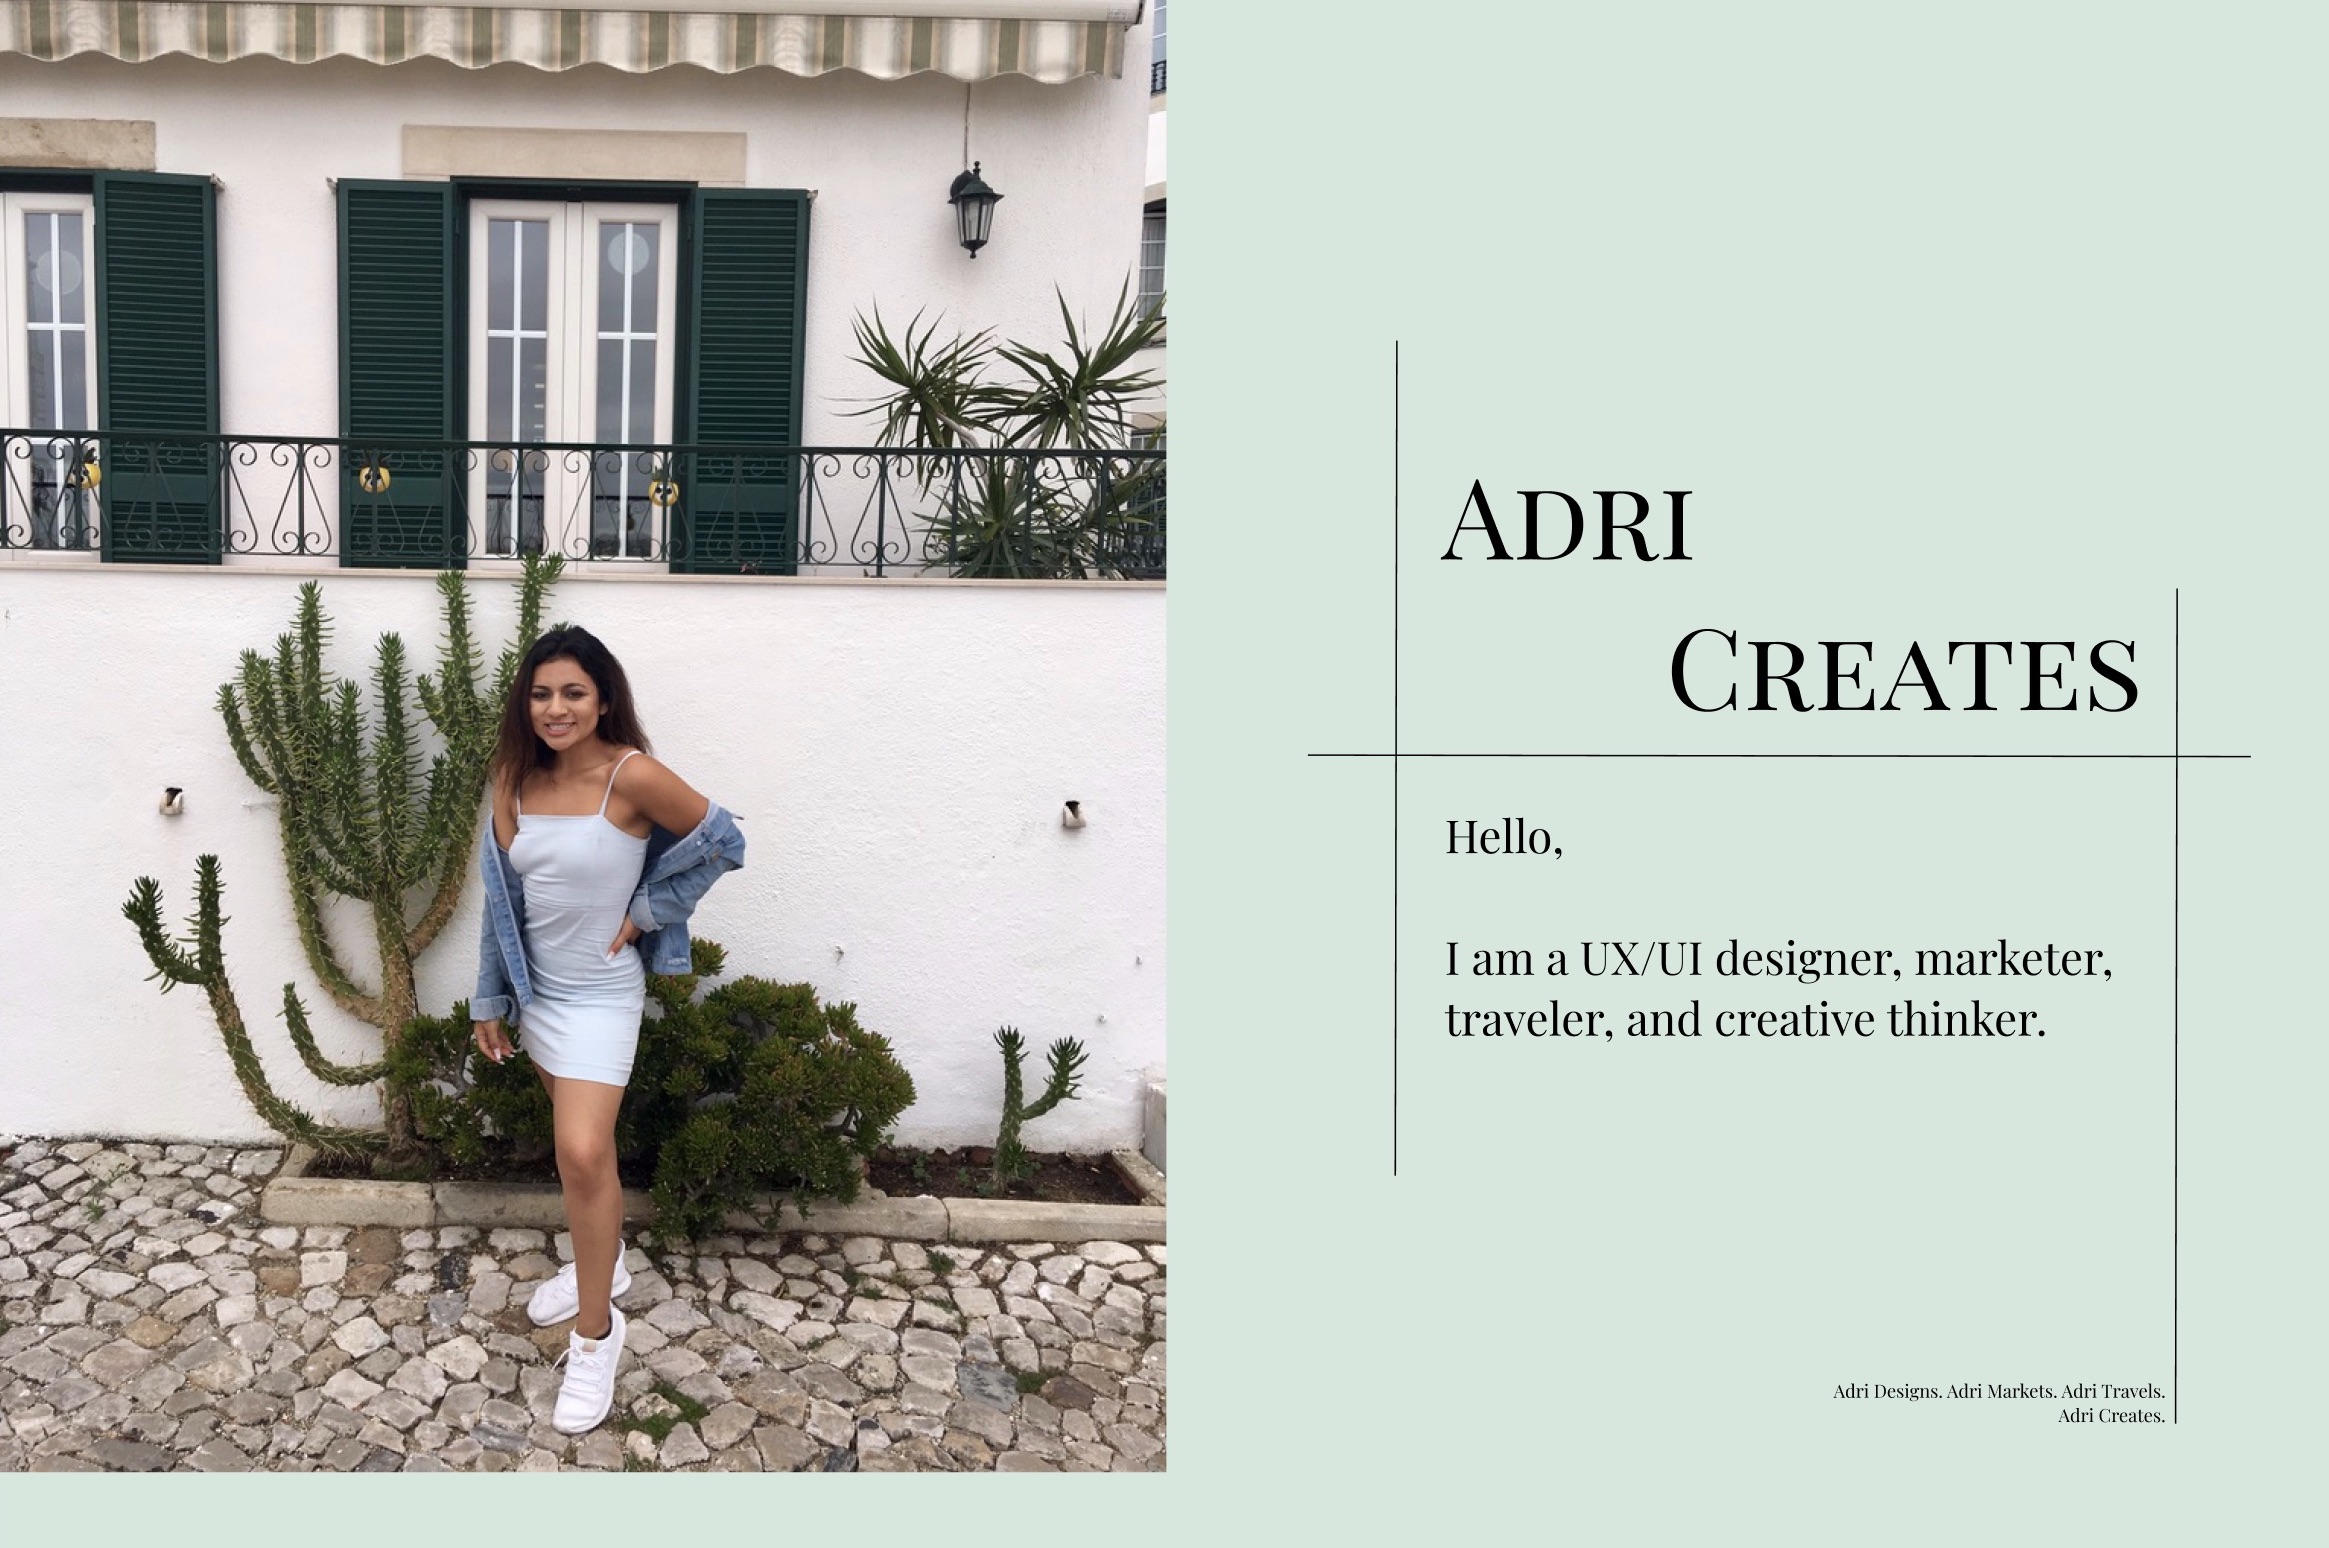 Adri
Creates
Hello,
I am a UX/UI designer, marketer,
traveler, and creative thinker.
Adri Designs. Adri Markets. Adri Travels.
Adri Creates.